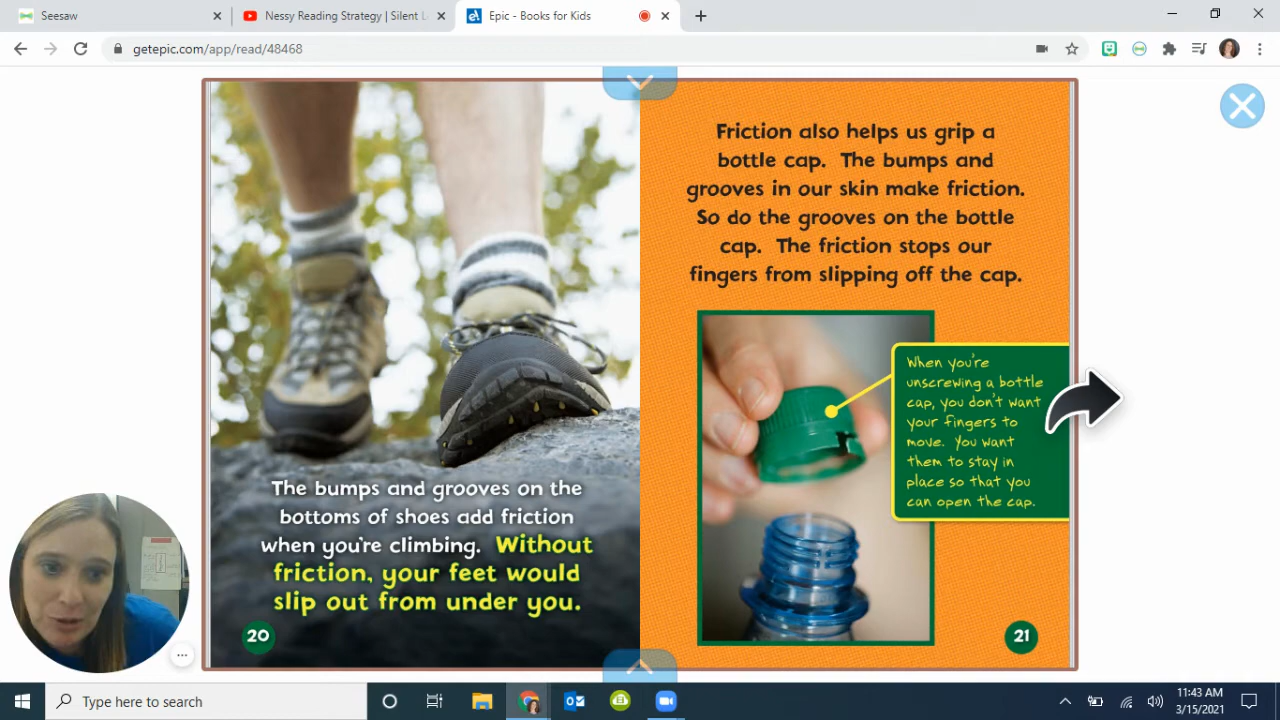 Seesaw
Nessy Reading Strategy | Silent L
Epic - Books for Kids
getepic.com/app/read/48468
The bumps and grooves on the
bottoms of shoes add friction
when you're climbing. Without
friction, your feet would
slip out from under you.
20
Friction also helps us grip a
bottle cap. The bumps and
grooves in our skin make friction.
So do the grooves on the bottle
cap. The friction stops our
fingers from slipping off the cap.
When you're
unscrewing a bottle
cap, you don't want
your fingers to
move. You want
them to stay in
place so that you
can open the cap.
21
Type here to search
11:43 AM
3/15/2021